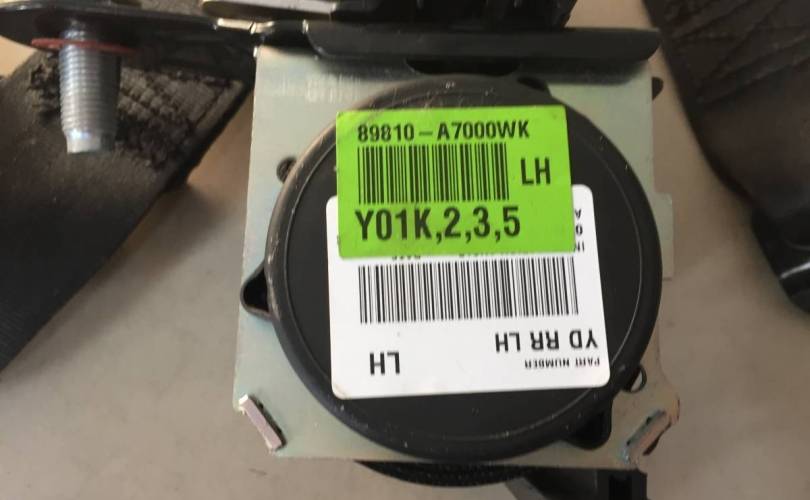 89810-A7000WK
LH
Y01K,2,3,5
PART NUMBER
YD RR LH
LH